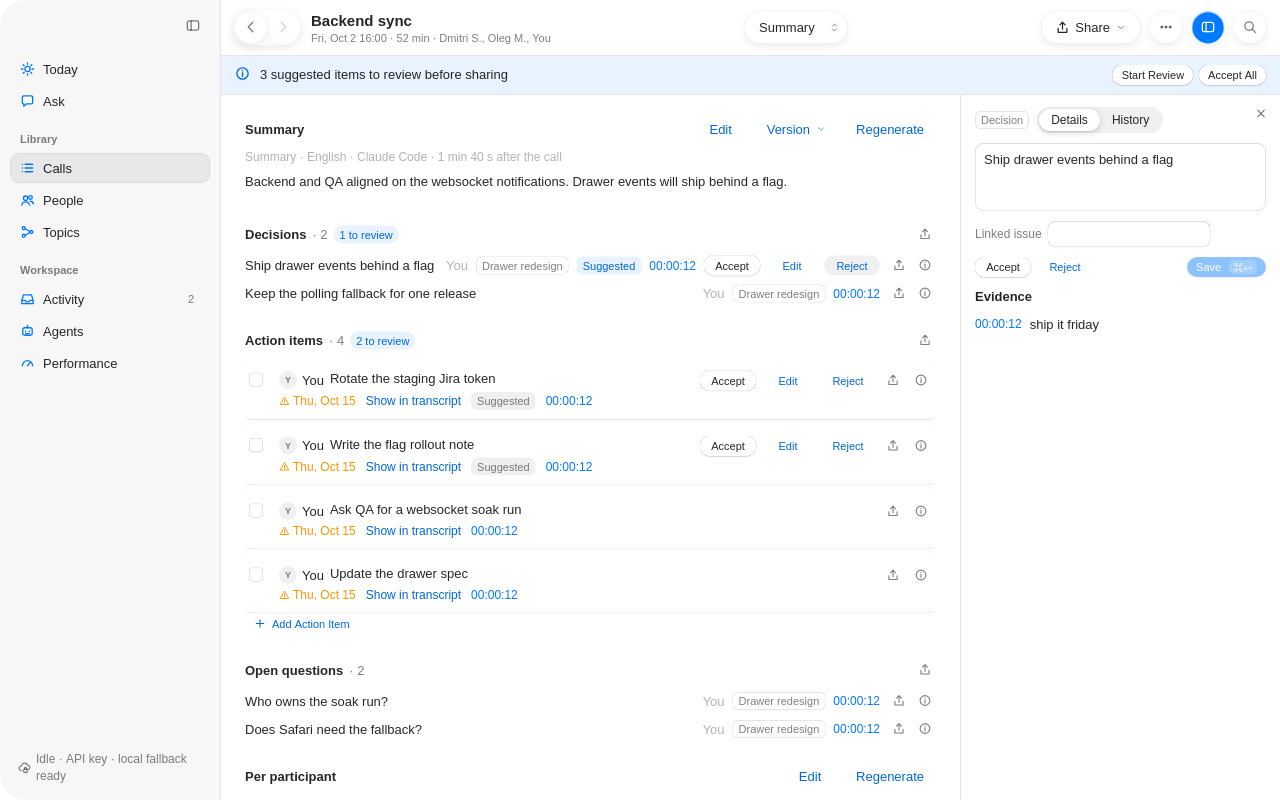 Backend sync
Fri, Oct 2 16:00 · 52 min · Dmitri S., Oleg M., You
Summary
Share
Today
Ask
Library
Calls
People
Topics
Workspace
Activity 2
Agents
Performance
Idle · API key · local fallback
ready
3 suggested items to review before sharing
Start Review
Accept All
Summary
Edit
Version
Regenerate
Summary · English · Claude Code · 1 min 40 s after the call
Backend and QA aligned on the websocket notifications. Drawer events will ship behind a flag.
Decisions · 2 1 to review
Ship drawer events behind a flag You Drawer redesign Suggested 00:00:12 Accept Edit Reject
Keep the polling fallback for one release You Drawer redesign 00:00:12
Action items · 4 2 to review
Y You Rotate the staging Jira token Accept Edit Reject
Thu, Oct 15 Show in transcript Suggested 00:00:12
Y You Write the flag rollout note Accept Edit Reject
Thu, Oct 15 Show in transcript Suggested 00:00:12
Y You Ask QA for a websocket soak run
Thu, Oct 15 Show in transcript 00:00:12
Y You Update the drawer spec
Thu, Oct 15 Show in transcript 00:00:12
Add Action Item
Open questions · 2
Who owns the soak run? You Drawer redesign 00:00:12
Does Safari need the fallback? You Drawer redesign 00:00:12
Per participant Edit Regenerate
Decision Details History
Ship drawer events behind a flag
Linked issue
Accept Reject Save ⌘↩
Evidence
00:00:12 ship it friday